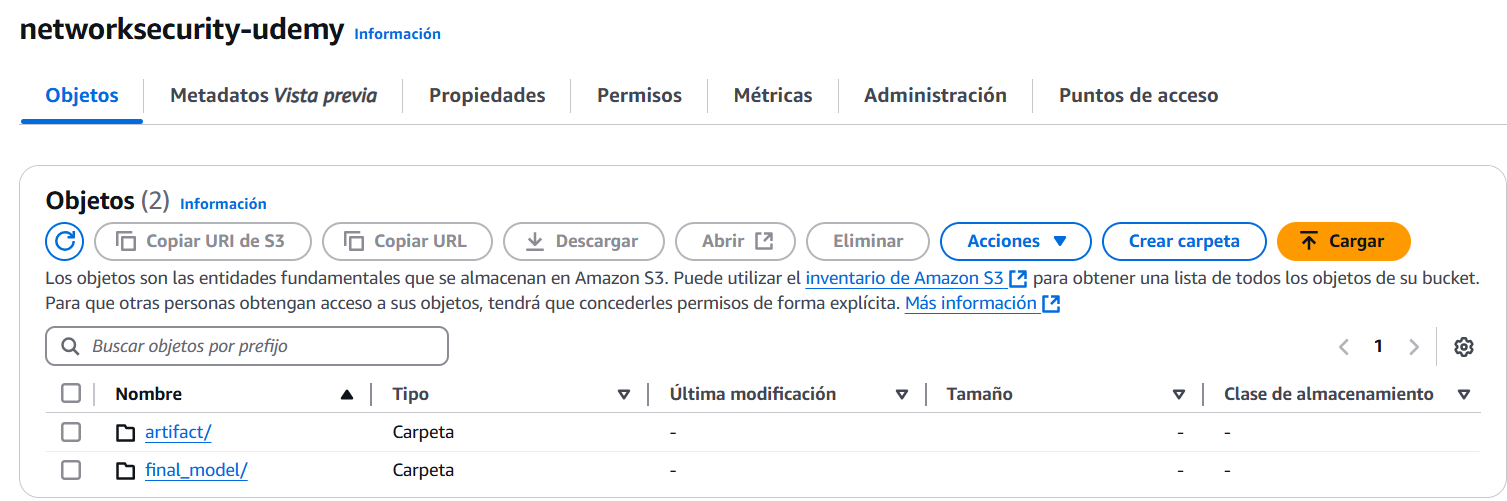 networksecurity-udemy Información
Objetos Metadatos Vista previa Propiedades Permisos Métricas Administración Puntos de acceso
Objetos (2) Información
Copiar URI de S3 Copiar URL Descargar Abrir Eliminar Acciones Crear carpeta Cargar
Los objetos son las entidades fundamentales que se almacenan en Amazon S3. Puede utilizar el inventario de Amazon S3 para obtener una lista de todos los objetos de su bucket.
Para que otras personas obtengan acceso a sus objetos, tendrá que concederles permisos de forma explícita. Más información
Buscar objetos por prefijo 1
Nombre Tipo Última modificación Tamaño Clase de almacenamiento
artifact/ Carpeta - - -
final_model/ Carpeta - - -